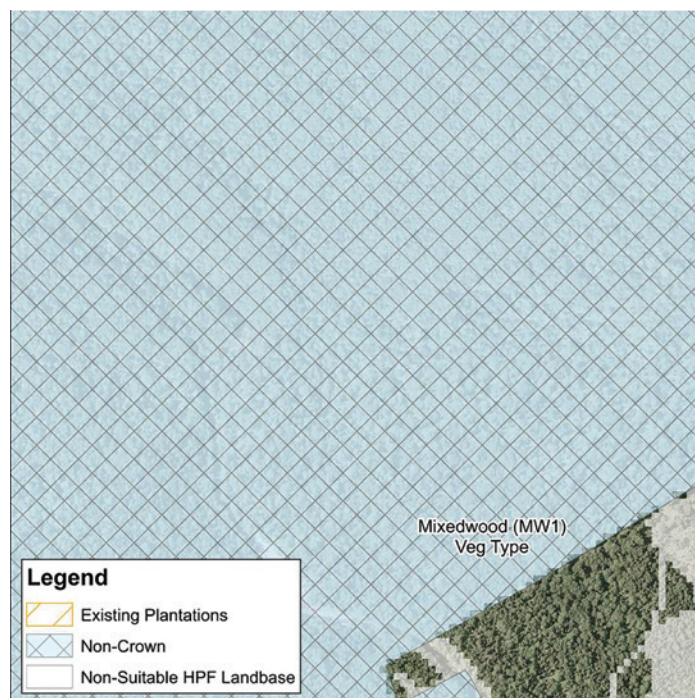 Mixedwood (MW1)
Veg Type
Legend
Existing Plantations
Non-Crown
Non-Suitable HPF Landbase